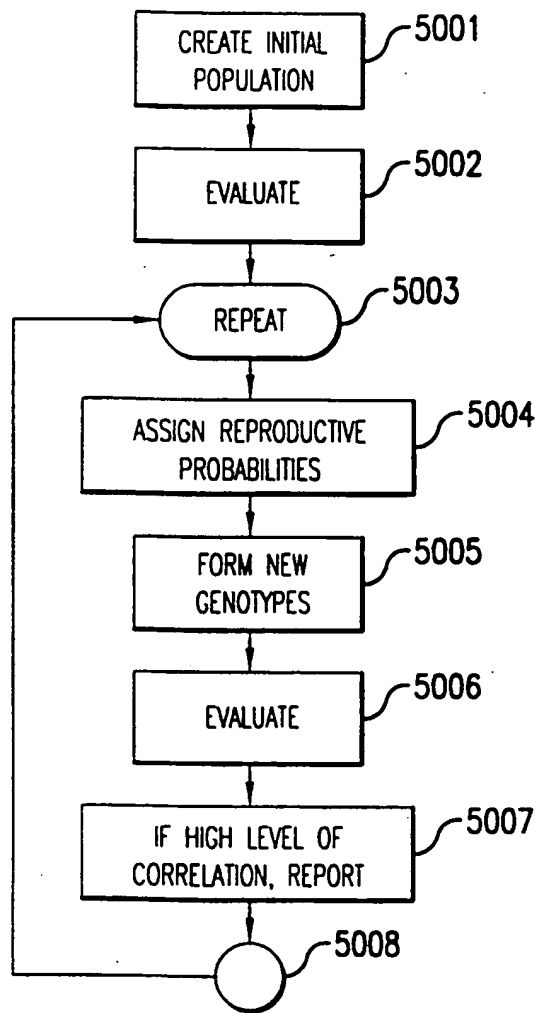 CREATE INITIAL
POPULATION
5001
EVALUATE
5002
REPEAT
5003
ASSIGN REPRODUCTIVE
PROBABILITIES
5004
FORM NEW
GENOTYPES
5005
EVALUATE
5006
IF HIGH LEVEL OF
CORRELATION, REPORT
5007
5008